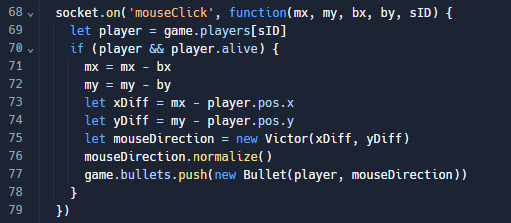 68 socket.on('mouseClick', function(mx, my, bx, by, sID) {
69 let player = game.players[sID]
70 if (player && player.alive) {
71 mx = mx - bx
72 my = my - by
73 let xDiff = mx - player.pos.x
74 let yDiff = my - player.pos.y
75 let mouseDirection = new Victor(xDiff, yDiff)
76 mouseDirection.normalize()
77 game.bullets.push(new Bullet(player, mouseDirection))
78 }
79 })